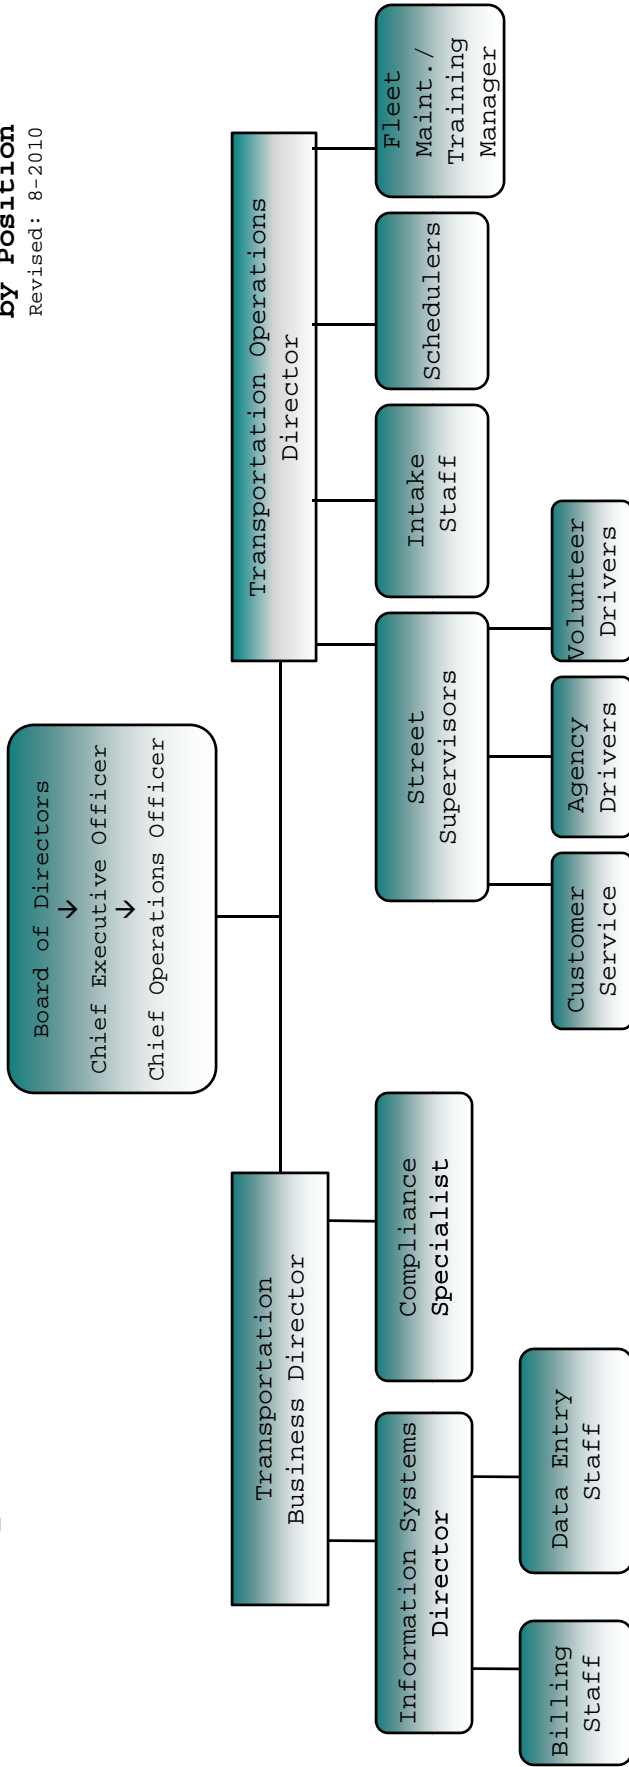 by Position
Revised: 8-2010
Board of Directors
↓
Chief Executive Officer
↓
Chief Operations Officer
Transportation
Business Director
Transportation Operations
Director
Information Systems
Director
Compliance
Specialist
Street
Supervisors
Intake
Staff
Schedulers
Fleet
Maint./
Training
Manager
Billing
Staff
Data Entry
Staff
Customer
Service
Agency
Drivers
Volunteer
Drivers